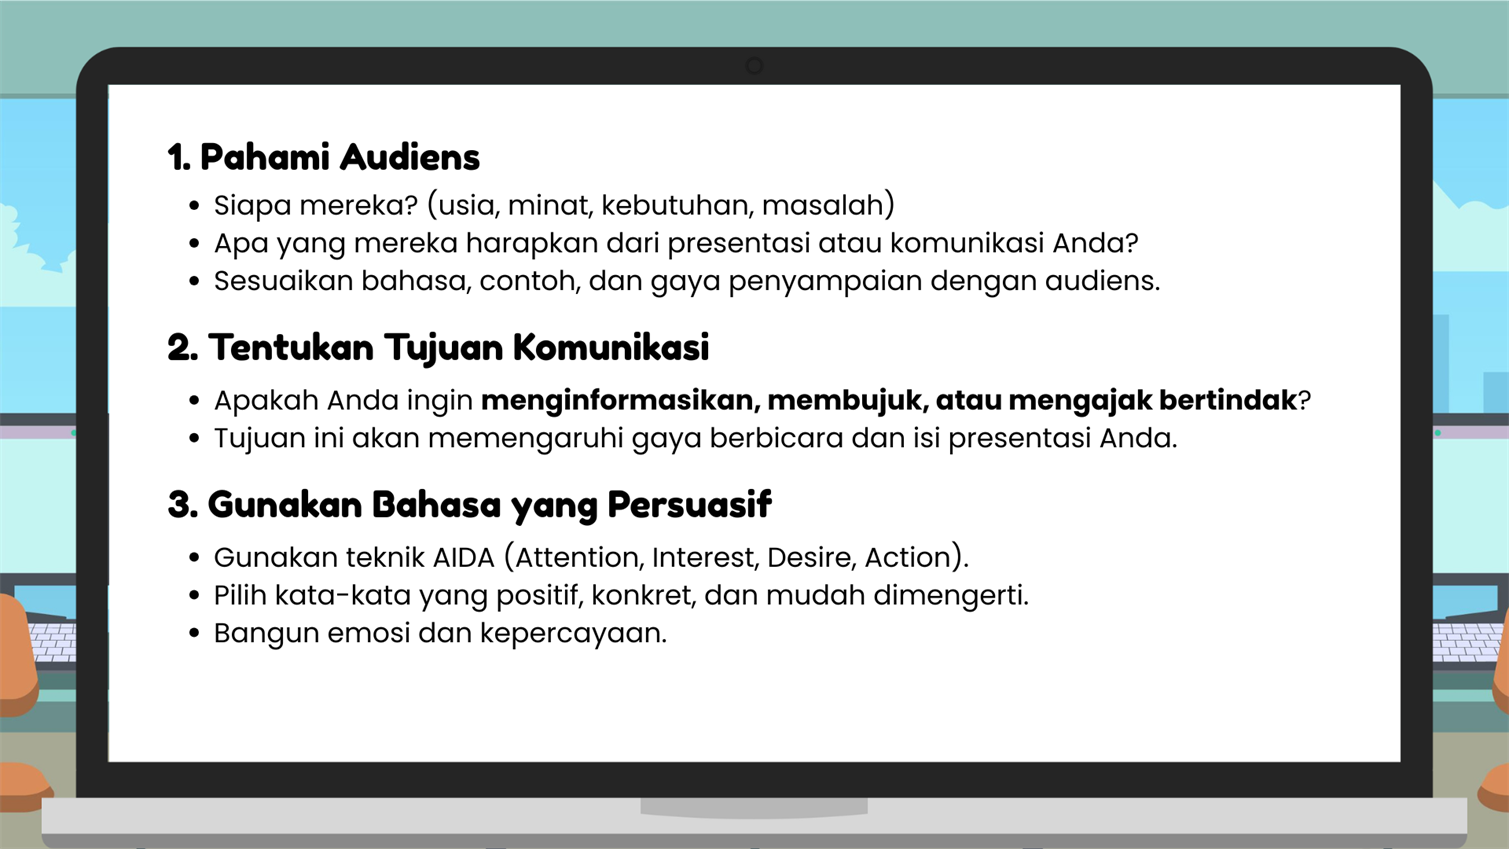 1. Pahami Audiens
• Siapa mereka? (usia, minat, kebutuhan, masalah)
• Apa yang mereka harapkan dari presentasi atau komunikasi Anda?
• Sesuaikan bahasa, contoh, dan gaya penyampaian dengan audiens.
2. Tentukan Tujuan Komunikasi
• Apakah Anda ingin menginformasikan, membujuk, atau mengajak bertindak?
• Tujuan ini akan memengaruhi gaya berbicara dan isi presentasi Anda.
3. Gunakan Bahasa yang Persuasif
• Gunakan teknik AIDA (Attention, Interest, Desire, Action).
• Pilih kata-kata yang positif, konkret, dan mudah dimengerti.
• Bangun emosi dan kepercayaan.